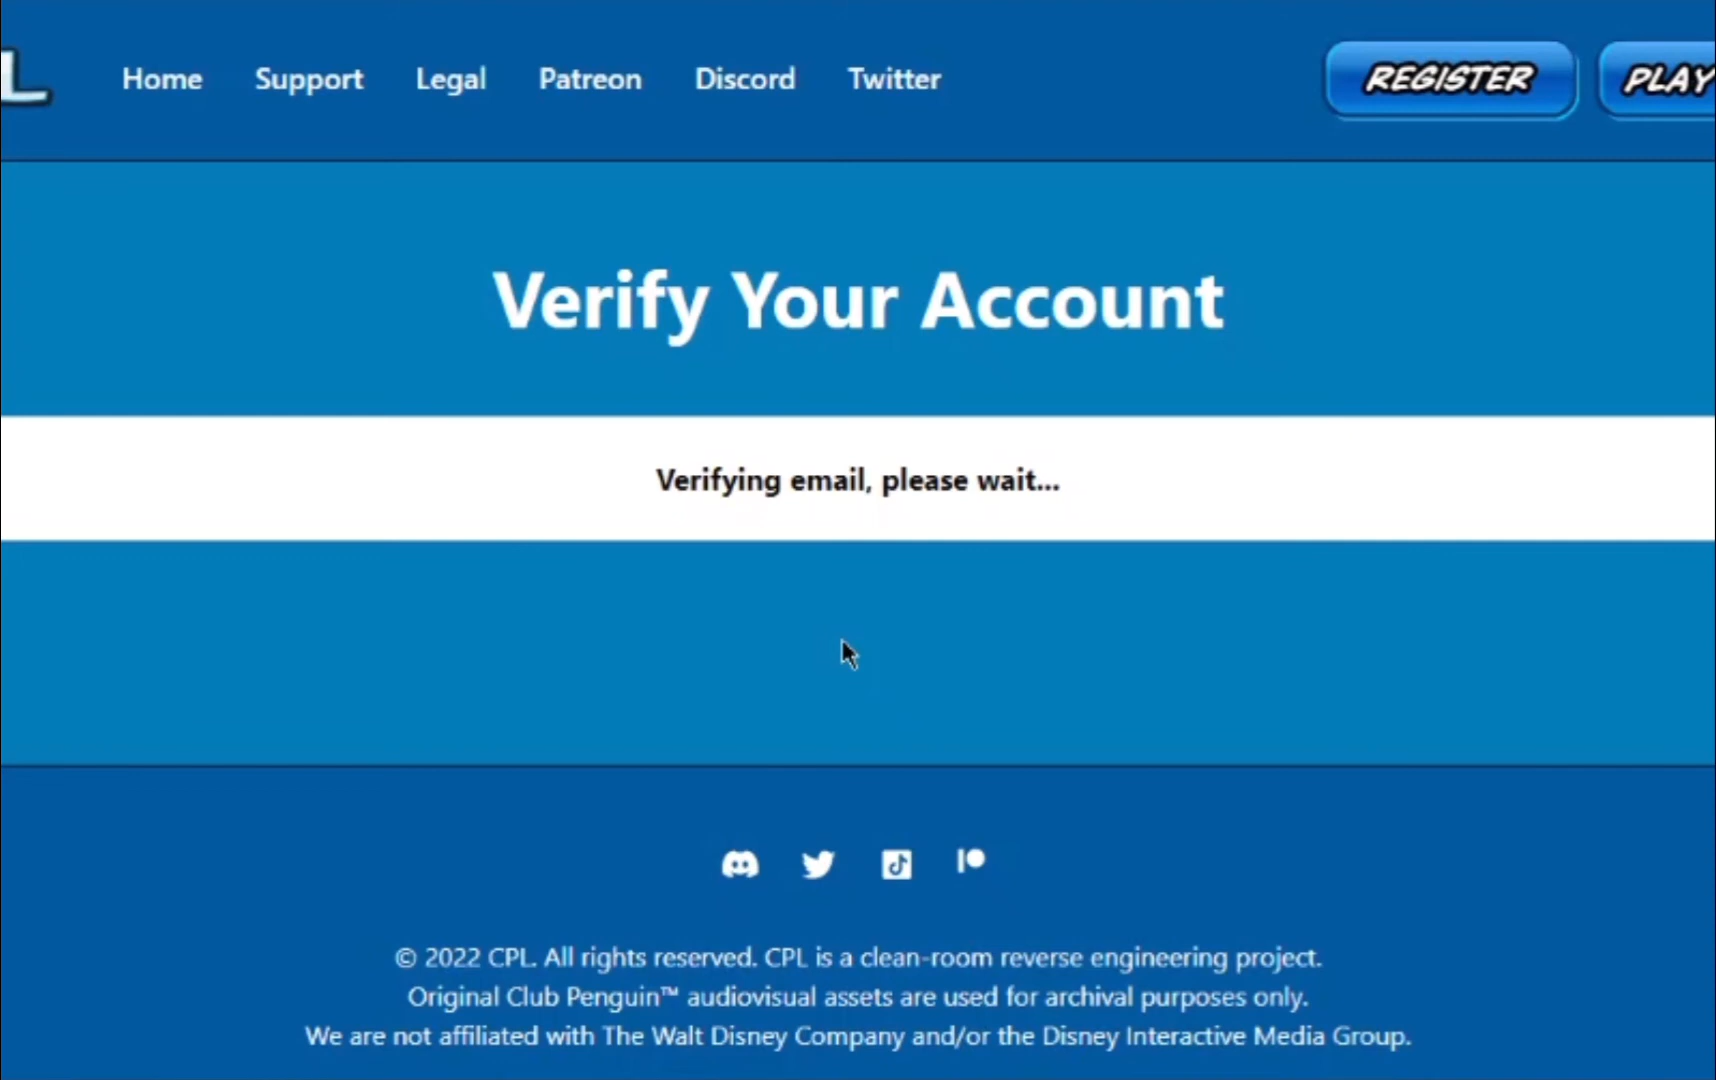 L
Home Support Legal Patreon Discord Twitter REGISTER PLAY
Verify Your Account
Verifying email, please wait...
© 2022 CPL. All rights reserved. CPL is a clean-room reverse engineering project.
Original Club Penguin™ audiovisual assets are used for archival purposes only.
We are not affiliated with The Walt Disney Company and/or the Disney Interactive Media Group.